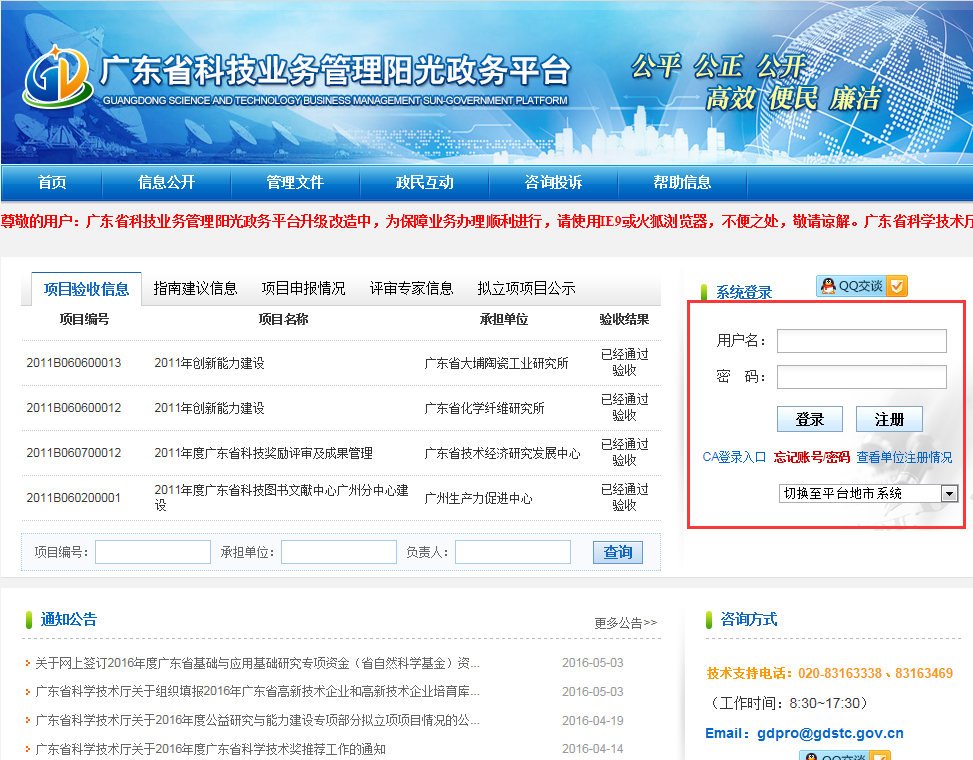 广东省科技业务管理阳光政务平台
GUANGDONG SCIENCE AND TECHNOLOGY BUSINESS MANAGEMENT SUN-GOVERNMENT PLATFORM
公平 公正 公开
高效 便民 廉洁
首页 信息公开 管理文件 政民互动 咨询投诉 帮助信息
尊敬的用户：广东省科技业务管理阳光政务平台升级改造中，为保障业务办理顺利进行，请使用IE9或火狐浏览器，不便之处，敬请谅解。广东省科学技术厅
项目验收信息 指南建议信息 项目申报情况 评审专家信息 拟立项项目公示
项目编号 项目名称 承担单位 验收结果
2011B060600013 2011年创新能力建设 广东省大埔陶瓷工业研究所 已经通过
验收
2011B060600012 2011年创新能力建设 广东省化学纤维研究所 已经通过
验收
2011B060700012 2011年度广东省科技奖励评审及成果管理 广东省技术经济研究发展中心 已经通过
验收
2011B060200001 2011年度广东省科技图书文献中心广州分中心建
设 广州生产力促进中心 已经通过
验收
项目编号： 承担单位： 负责人： 查询
系统登录 QQ交谈
用户名：
密 码：
登录 注册
CA登录入口 忘记账号/密码 查看单位注册情况
切换至平台地市系统
通知公告 更多公告>>
关于网上签订2016年度广东省基础与应用基础研究专项资金（省自然科学基金）资... 2016-05-03
广东省科学技术厅关于组织填报2016年广东省高新技术企业和高新技术企业培育库... 2016-05-03
广东省科学技术厅关于2016年度公益研究与能力建设专项部分拟立项项目情况的公... 2016-04-19
广东省科学技术厅关于2016年度广东省科学技术奖推荐工作的通知 2016-04-14
咨询方式
技术支持电话：020-83163338、83163469
（工作时间：8:30~17:30）
Email：gdpro@gdstc.gov.cn
QQ交谈